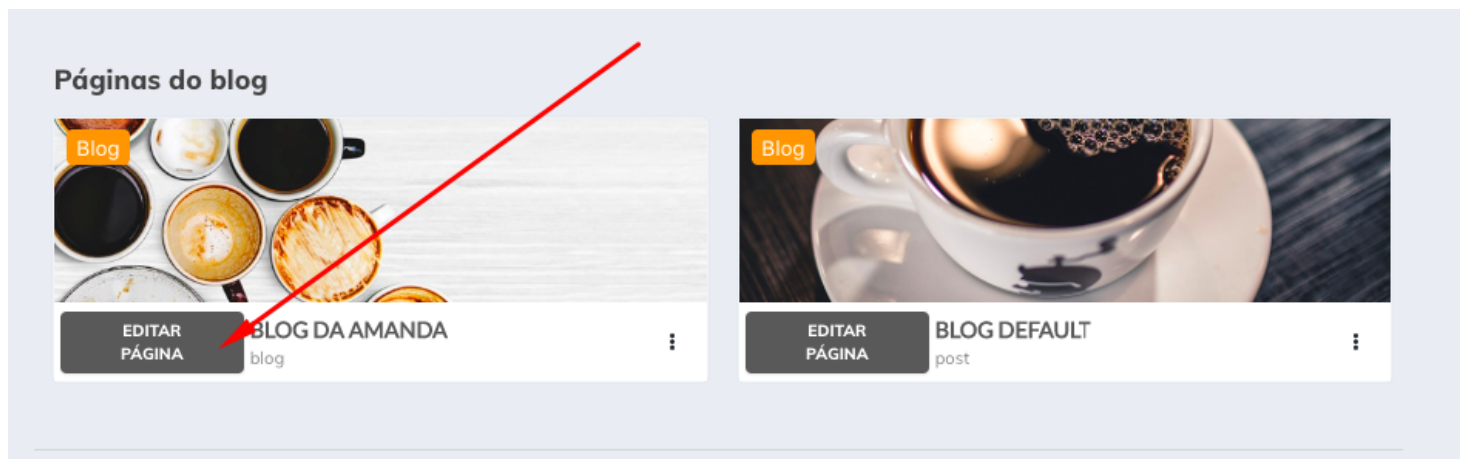 Páginas do blog
Blog
EDITAR
PÁGINA
BLOG DA AMANDA
blog
Blog
EDITAR
PÁGINA
BLOG DEFAULT
post